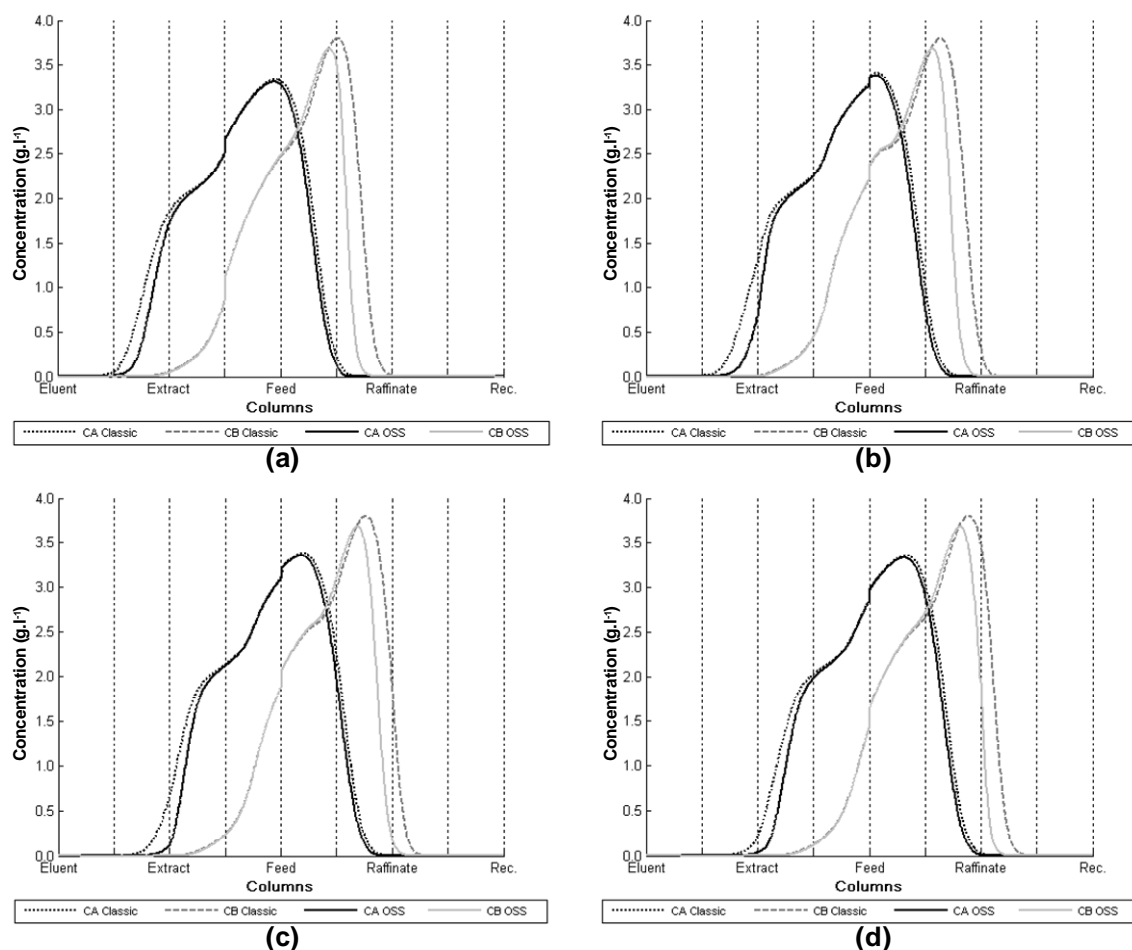 4.0
3.5
3.0
2.5
2.0
1.5
1.0
0.5
0.0
Concentration (g.l⁻¹)
Eluent Extract Feed Raffinate Rec.
Columns
CA Classic CB Classic CA OSS CB OSS
(a)
4.0
3.5
3.0
2.5
2.0
1.5
1.0
0.5
0.0
Concentration (g.l⁻¹)
Eluent Extract Feed Raffinate Rec.
Columns
CA Classic CB Classic CA OSS CB OSS
(b)
4.0
3.5
3.0
2.5
2.0
1.5
1.0
0.5
0.0
Concentration (g.l⁻¹)
Eluent Extract Feed Raffinate Rec.
Columns
CA Classic CB Classic CA OSS CB OSS
(c)
4.0
3.5
3.0
2.5
2.0
1.5
1.0
0.5
0.0
Concentration (g.l⁻¹)
Eluent Extract Feed Raffinate Rec.
Columns
CA Classic CB Classic CA OSS CB OSS
(d)